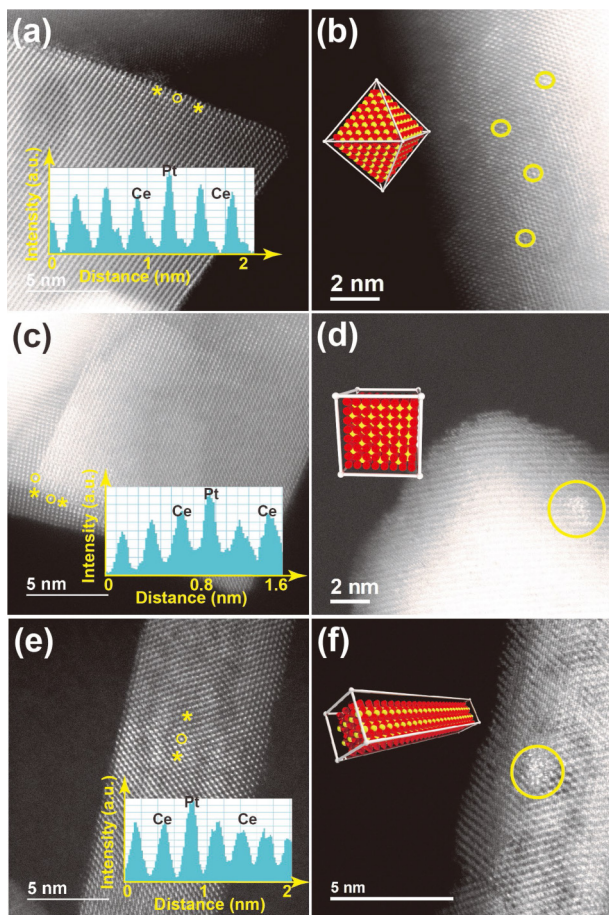 (a)
*
*
Intensity (a.u.)
Pt
Ce
Ce
0
1
2
5 nm
Distance (nm)
(b)
2 nm
(c)
*
*
Intensity (a.u.)
Pt
Ce
Ce
5 nm
0
0.8
1.6
Distance (nm)
(d)
2 nm
(e)
*
*
Intensity (a.u.)
Pt
Ce
Ce
0
1
2
5 nm
Distance (nm)
(f)
5 nm